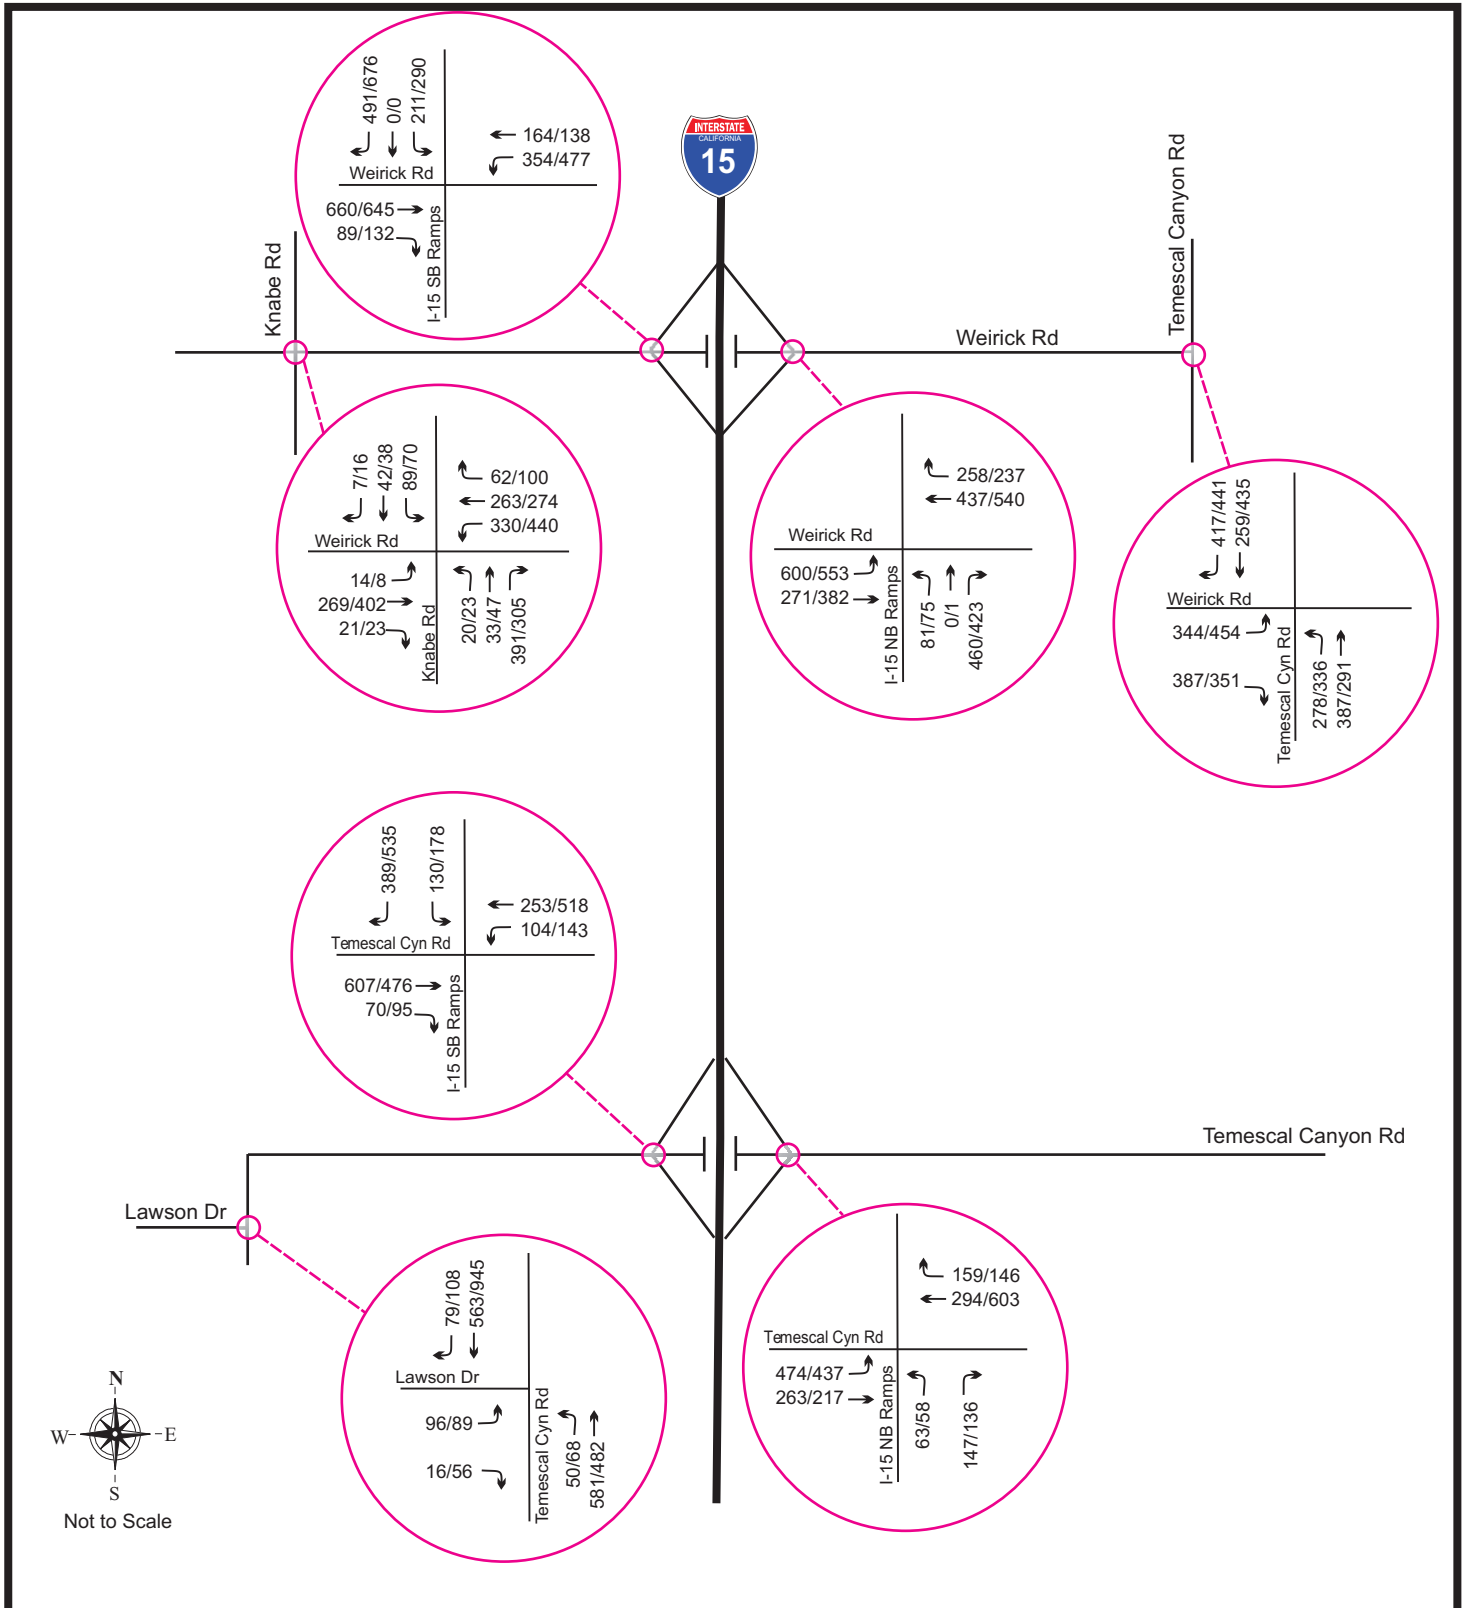 491/676
0/0
211/290
164/138
354/477
Weirick Rd
660/645
89/132
I-15 SB Ramps
INTERSTATE
CALIFORNIA
15
Knabe Rd
Temescal Canyon Rd
Weirick Rd
7/16
42/38
89/70
62/100
263/274
330/440
Weirick Rd
14/8
269/402
21/23
Knabe Rd
20/23
33/47
391/305
258/237
437/540
Weirick Rd
600/553
271/382
I-15 NB Ramps
81/75
0/1
460/423
417/441
259/435
Weirick Rd
344/454
387/351
Temescal Cyn Rd
278/336
387/291
389/535
130/178
253/518
104/143
Temescal Cyn Rd
607/476
70/95
I-15 SB Ramps
Temescal Canyon Rd
Lawson Dr
79/108
563/945
Lawson Dr
96/89
16/56
Temescal Cyn Rd
50/68
581/482
159/146
294/603
Temescal Cyn Rd
474/437
263/217
I-15 NB Ramps
63/58
147/136
N
W
E
S
Not to Scale